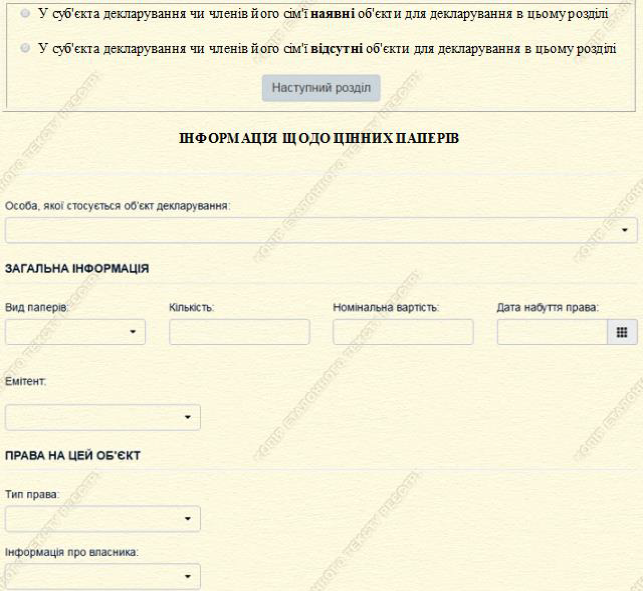 У суб'єкта декларування чи членів його сім'ї наявні об'єкти для декларування в цьому розділі
У суб'єкта декларування чи членів його сім'ї відсутні об'єкти для декларування в цьому розділі
Наступний розділ
ІНФОРМАЦІЯ ЩОДО ЦІННИХ ПАПЕРІВ
Особа, якої стосується об'єкт декларування:
ЗАГАЛЬНА ІНФОРМАЦІЯ
Вид паперів: Кількість: Номінальна вартість: Дата набуття права:
Емітент:
ПРАВА НА ЦЕЙ ОБ'ЄКТ
Тип права:
Інформація про власника: